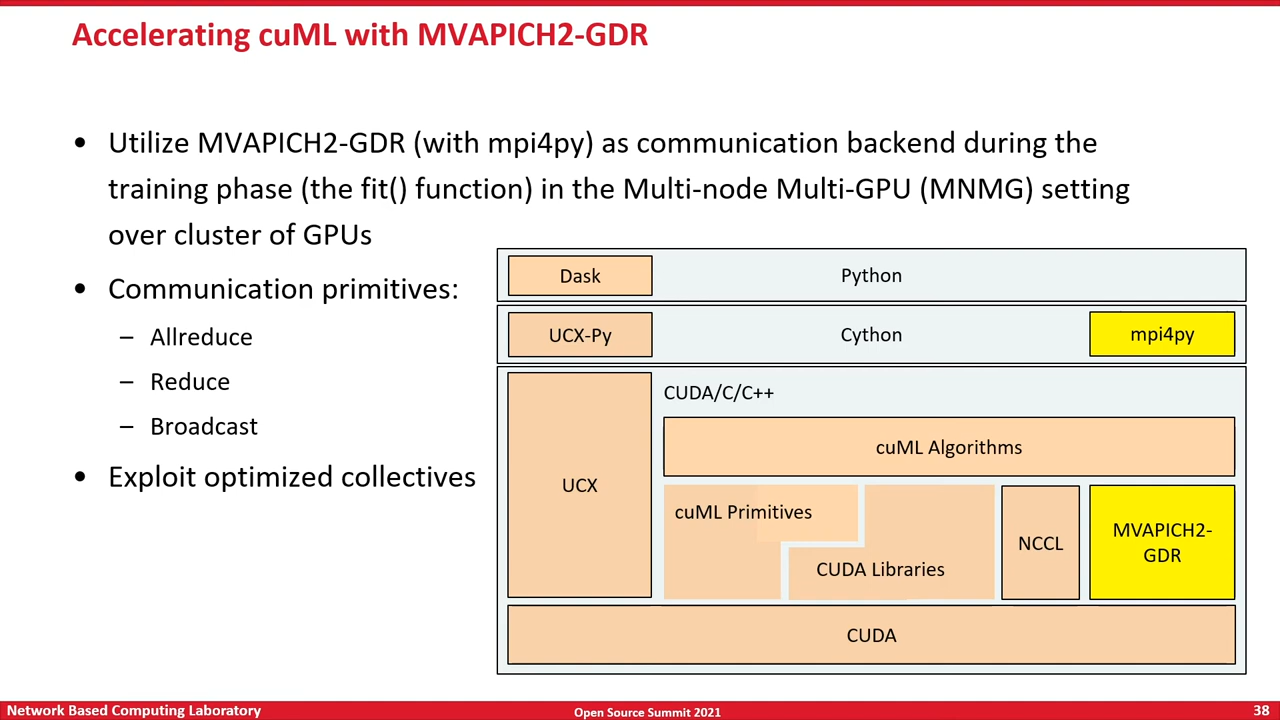 Accelerating cuML with MVAPICH2-GDR
• Utilize MVAPICH2-GDR (with mpi4py) as communication backend during the
training phase (the fit() function) in the Multi-node Multi-GPU (MNMG) setting
over cluster of GPUs
• Communication primitives:
– Allreduce
– Reduce
– Broadcast
• Exploit optimized collectives
Dask
Python
UCX-Py
Cython
mpi4py
UCX
CUDA/C/C++
cuML Algorithms
cuML Primitives
CUDA Libraries
NCCL
MVAPICH2-
GDR
CUDA
Network Based Computing Laboratory
Open Source Summit 2021
38